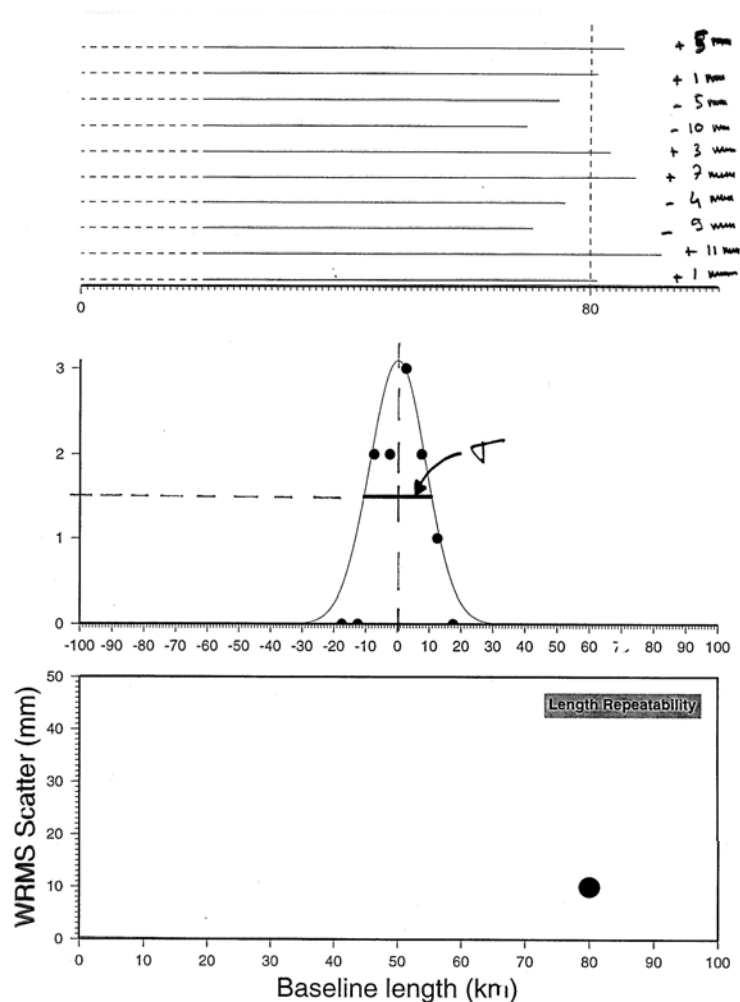 + 5 mm
+ 1 mm
- 5 mm
- 10 mm
+ 3 mm
+ 7 mm
- 4 mm
- 9 mm
+ 11 mm
+ 1 mm
0 80
3
2
1
0
-100 -90 -80 -70 -60 -50 -40 -30 -20 -10 0 10 20 30 40 50 60 80 90 100
50
Length Repeatability
40
30
20
10
0
WRMS Scatter (mm)
0 10 20 30 40 50 60 70 80 90 100
Baseline length (km)